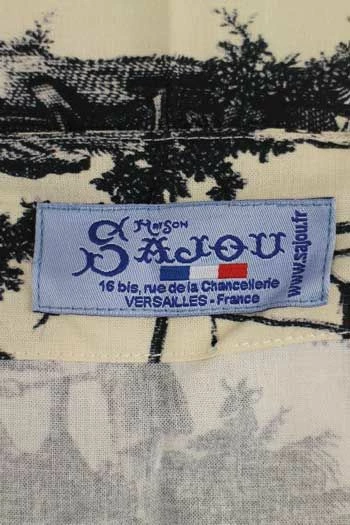 MAISON
SAJOU
16 bis, rue de la Chancellerie
VERSAILLES - France
www.sajou.fr